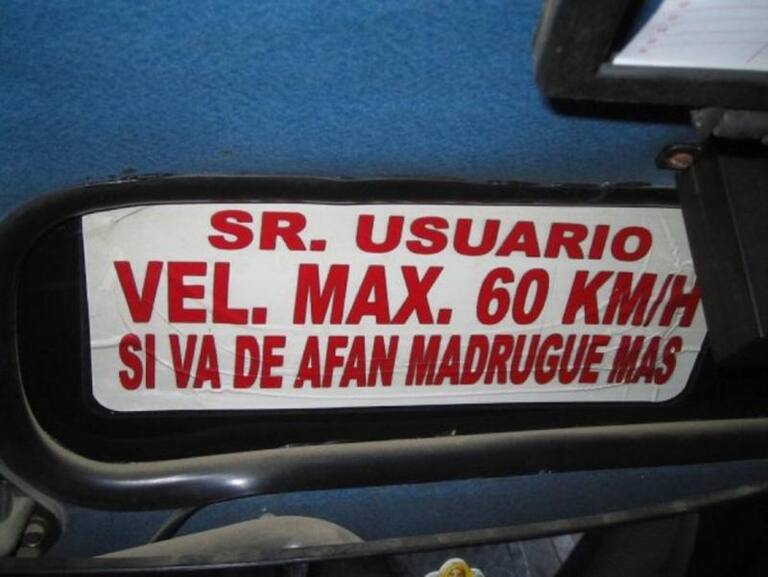 SR. USUARIO
VEL. MAX. 60 KM/H
SI VA DE AFAN MADRUGUE MAS